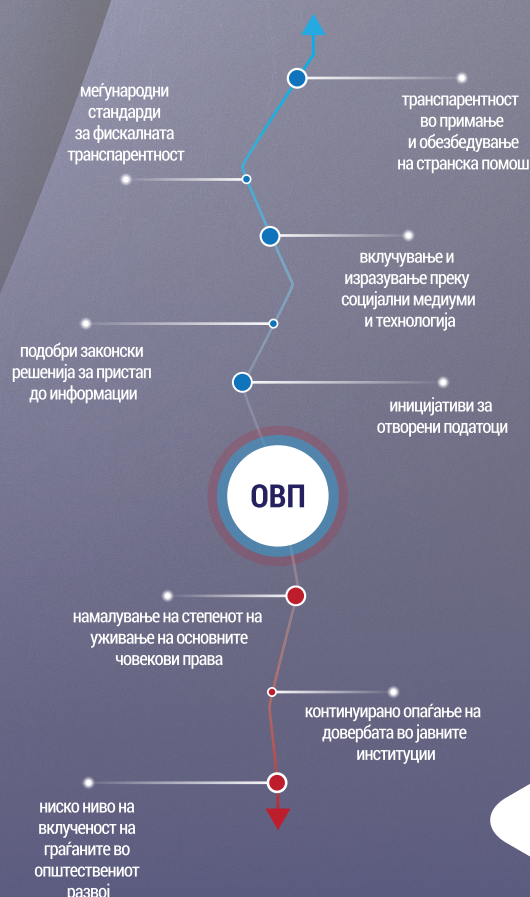 меѓународни
стандарди
за фискалната
транспарентност
транспарентност
во примање
и обезбедување
на странска помош
вклучување и
изразување преку
социјални медиуми
и технологија
подобри законски
решенија за пристап
до информации
иницијативи за
отворени податоци
ОВП
намалување на степенот на
уживање на основните
човекови права
континуирано опаѓање на
довербата во јавните
институции
ниско ниво на
вклученост на
граѓаните во
општествениот
развој